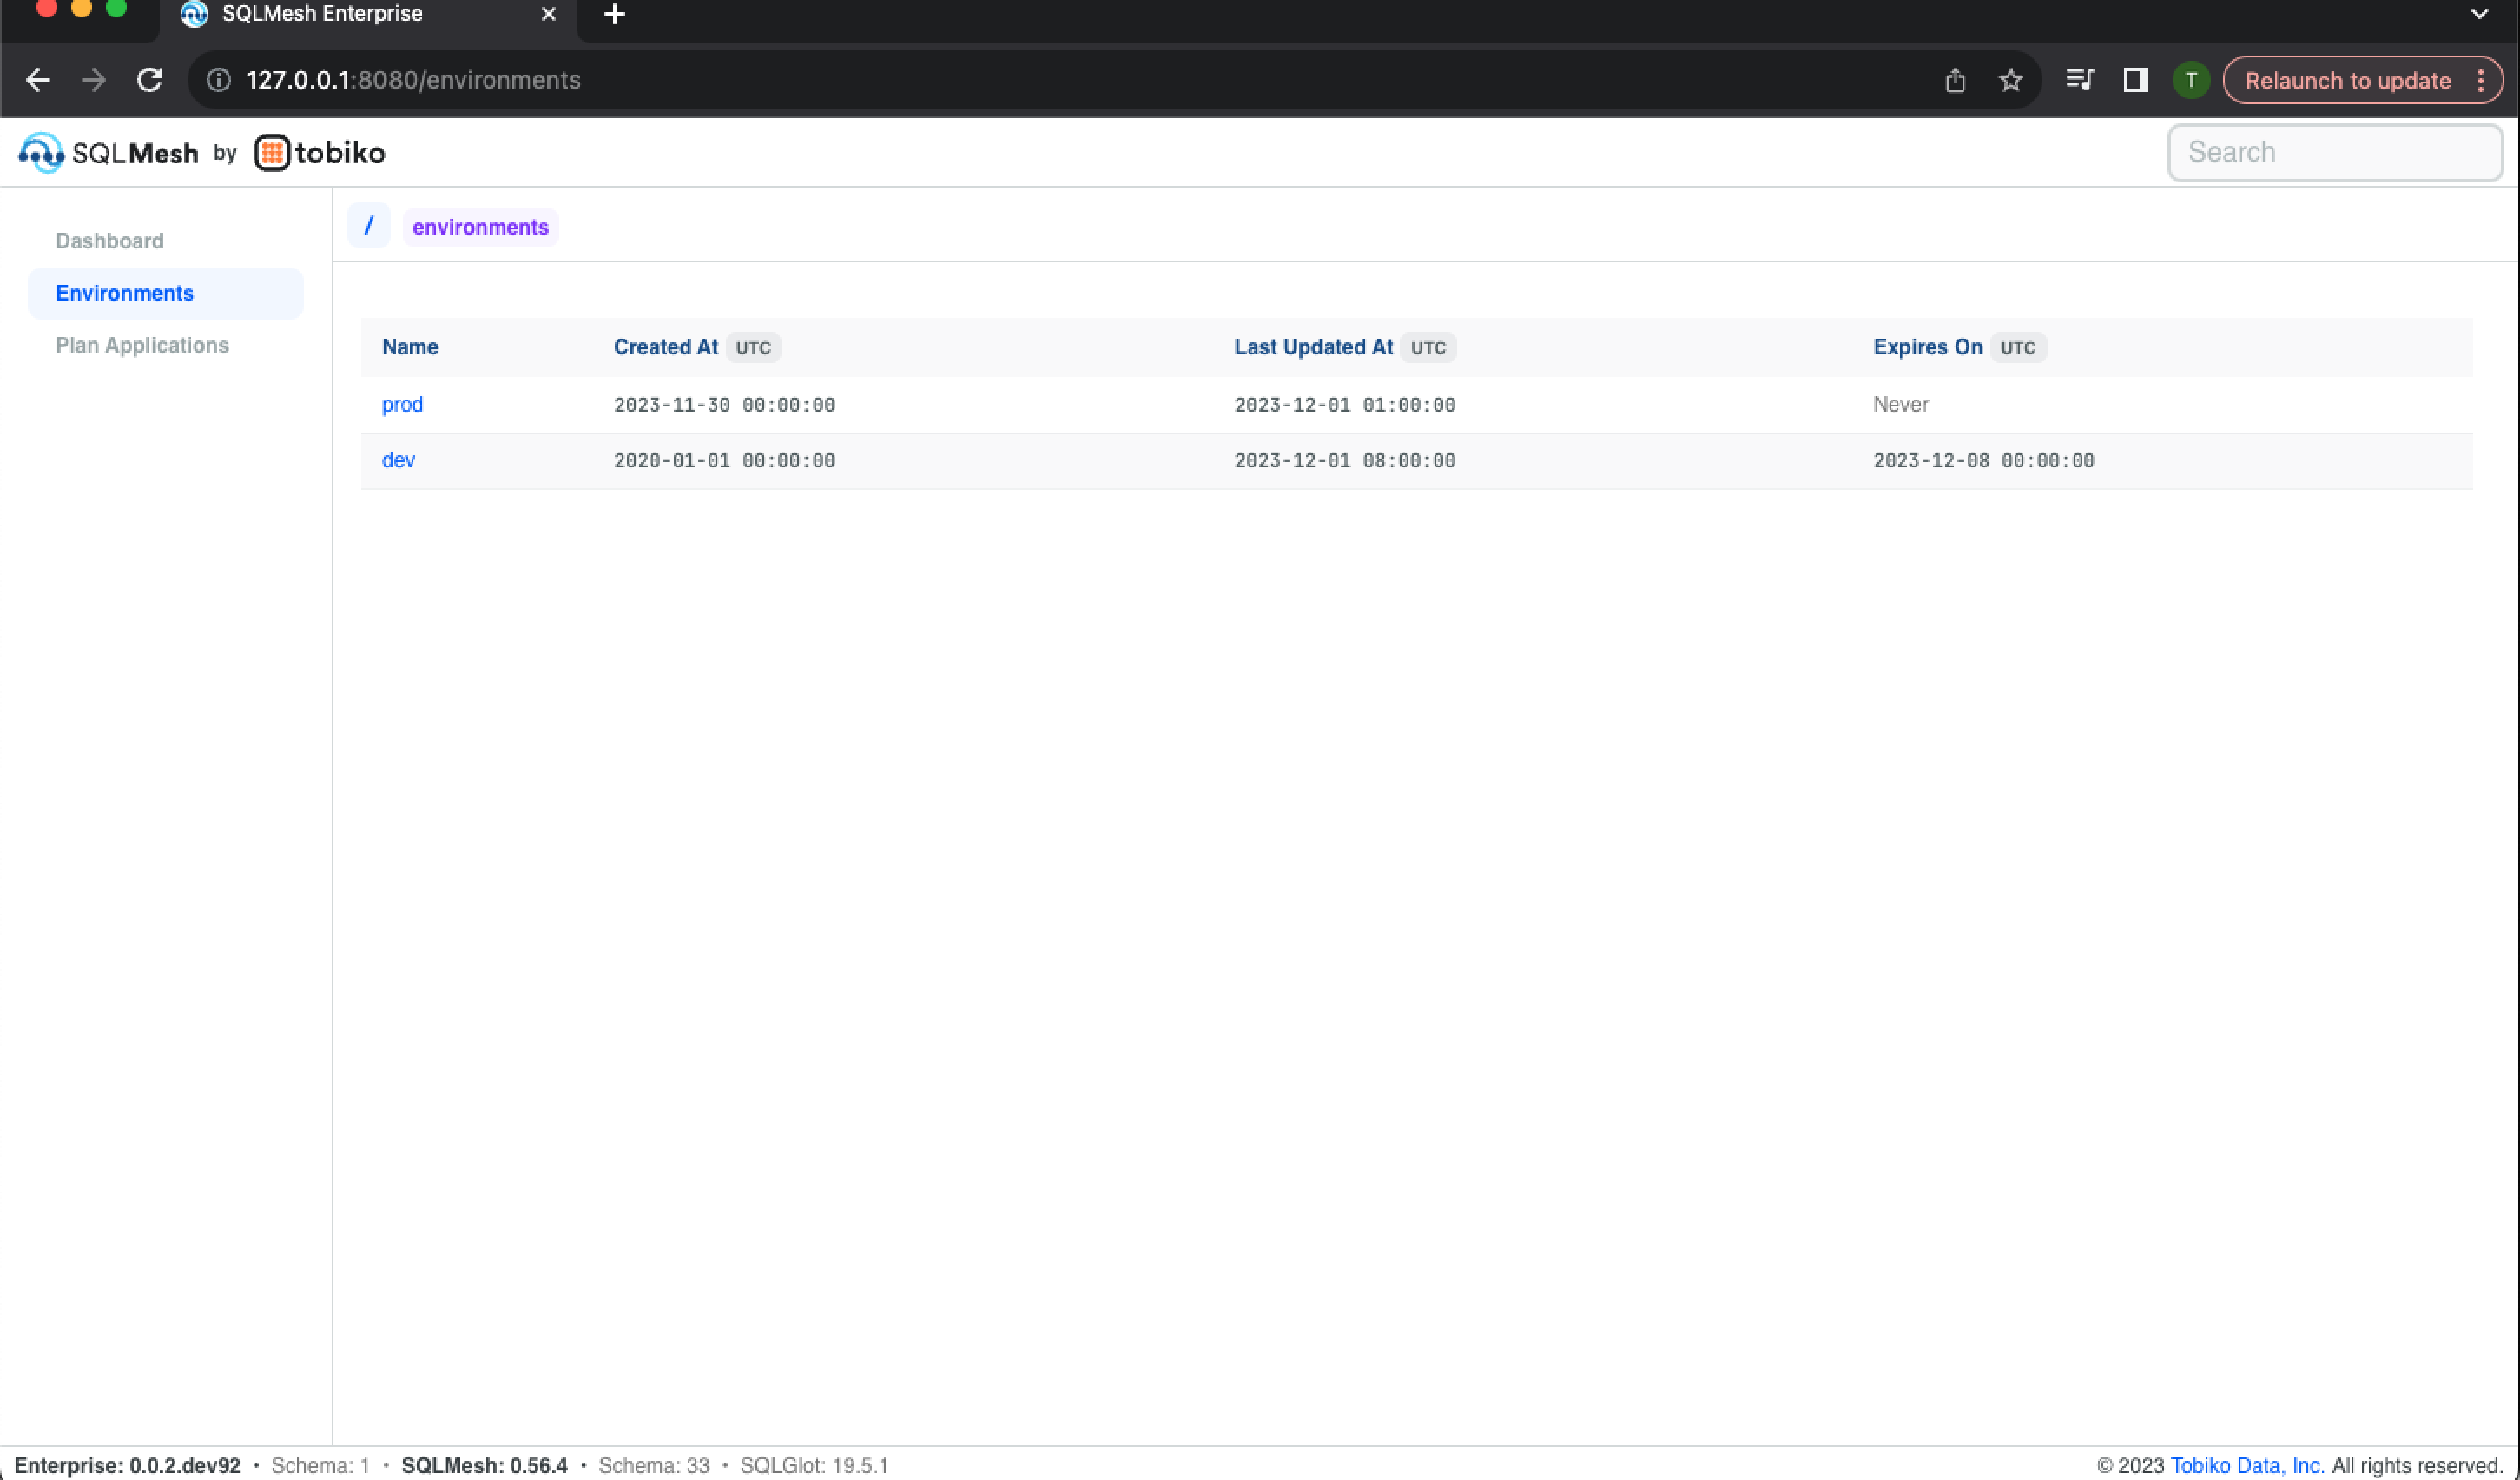 SQLMesh Enterprise
127.0.0.1:8080/environments
T
Relaunch to update
SQLMesh by tobiko
Search
/ environments
Dashboard
Environments
Plan Applications
Name Created At UTC Last Updated At UTC Expires On UTC
prod 2023-11-30 00:00:00 2023-12-01 01:00:00 Never
dev 2020-01-01 00:00:00 2023-12-01 08:00:00 2023-12-08 00:00:00
Enterprise: 0.0.2.dev92 • Schema: 1 • SQLMesh: 0.56.4 • Schema: 33 • SQLGlot: 19.5.1
© 2023 Tobiko Data, Inc. All rights reserved.